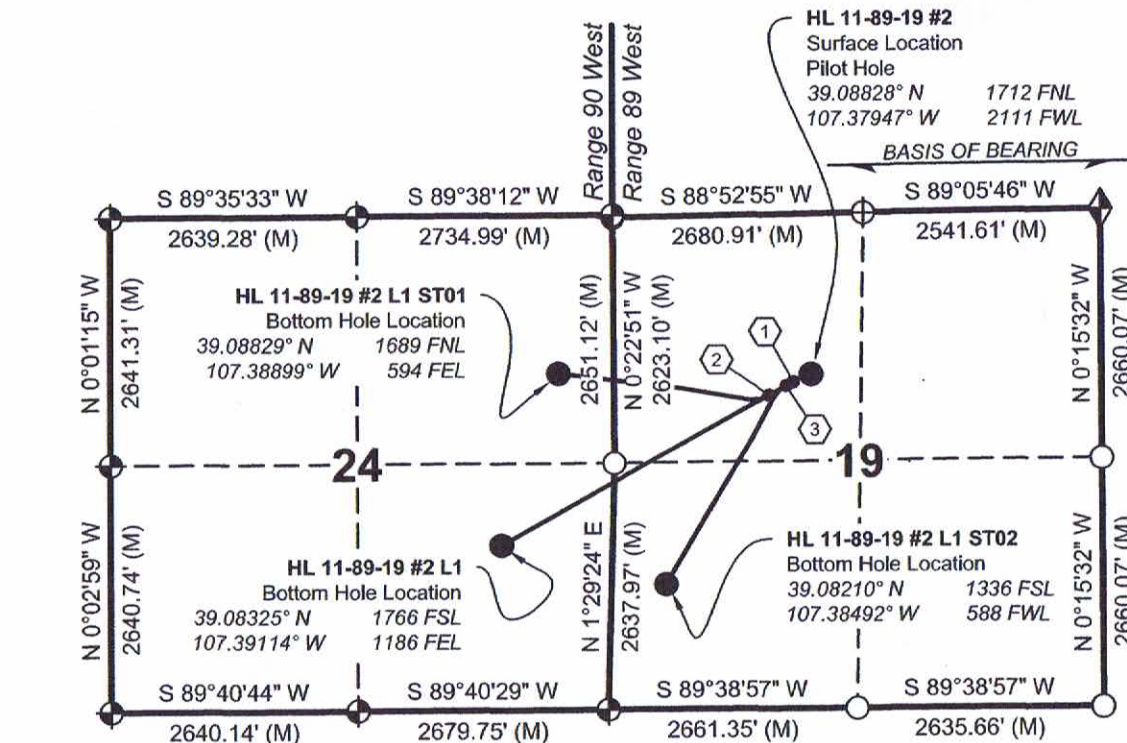 HL 11-89-19 #2
Surface Location
Pilot Hole
39.08828° N 1712 FNL
107.37947° W 2111 FWL
BASIS OF BEARING
Range 90 West
Range 89 West
S 89°35'33" W
2639.28' (M)
S 89°38'12" W
2734.99' (M)
S 88°52'55" W
2680.91' (M)
S 89°05'46" W
2541.61' (M)
N 0°01'15" W
2641.31' (M)
HL 11-89-19 #2 L1 ST01
Bottom Hole Location
39.08829° N 1689 FNL
107.38899° W 594 FEL
2651.12' (M)
N 0°22'51" W
2623.10' (M)
1
2
3
N 0°15'32" W
2660.07' (M)
24
19
N 0°02'59" W
2640.74' (M)
HL 11-89-19 #2 L1
Bottom Hole Location
39.08325° N 1766 FSL
107.39114° W 1186 FEL
N 1°29'24" E
2637.97' (M)
HL 11-89-19 #2 L1 ST02
Bottom Hole Location
39.08210° N 1336 FSL
107.38492° W 588 FWL
N 0°15'32" W
2660.07' (M)
S 89°40'44" W
2640.14' (M)
S 89°40'29" W
2679.75' (M)
S 89°38'57" W
2661.35' (M)
S 89°38'57" W
2635.66' (M)